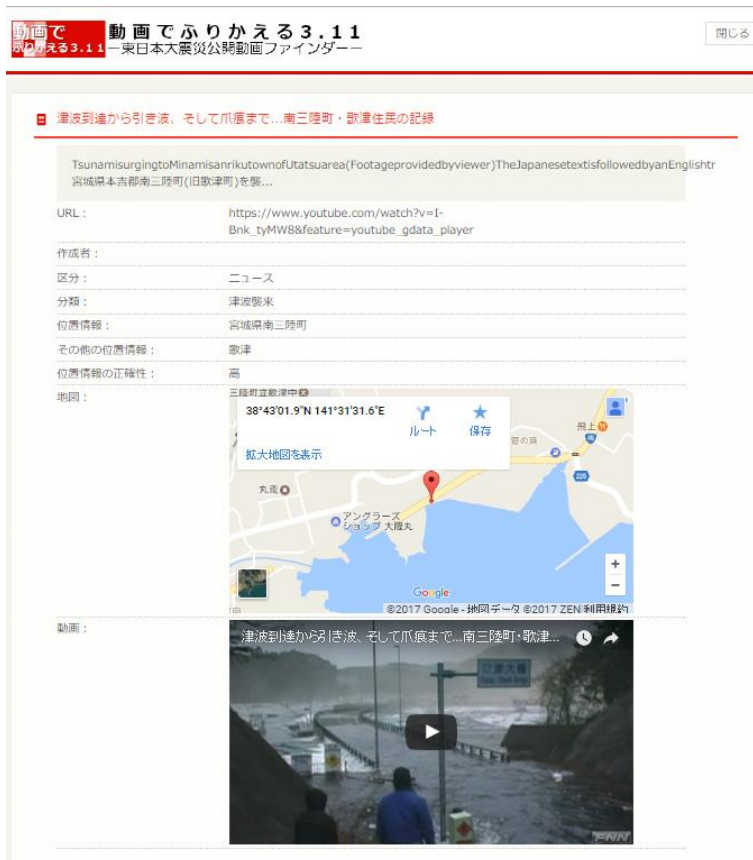 動画で
ふりかえる3.11
動画でふりかえる3.11
ー東日本大震災公開動画ファインダーー
閉じる
津波到達から引き波、そして爪痕まで...南三陸町・歌津住民の記録
TsunamisurgingtoMinamisanrikutownofUtatsuarea(Footageprovidedbyviewer)TheJapanesetextisfollowedbyanEnglishtr
宮城県本吉郡南三陸町(旧歌津町)を襲...
URL：
https://www.youtube.com/watch?v=I-
Bnk_tyMW8&feature=youtube_gdata_player
作成者：
区分：
ニュース
分類：
津波襲来
位置情報：
宮城県南三陸町
その他の位置情報：
歌津
位置情報の正確性：
高
地図：
三陸町立歌津中
38°43'01.9"N 141°31'31.6"E
ルート
保存
拡大地図を表示
飛上
45
225
丸荒
アングラーズ
ショップ 大隆丸
Google
©2017 Google - 地図データ ©2017 ZENRIN 利用規約
動画：
津波到達から引き波、そして爪痕まで...南三陸町・歌津...
歌津大橋
FNN